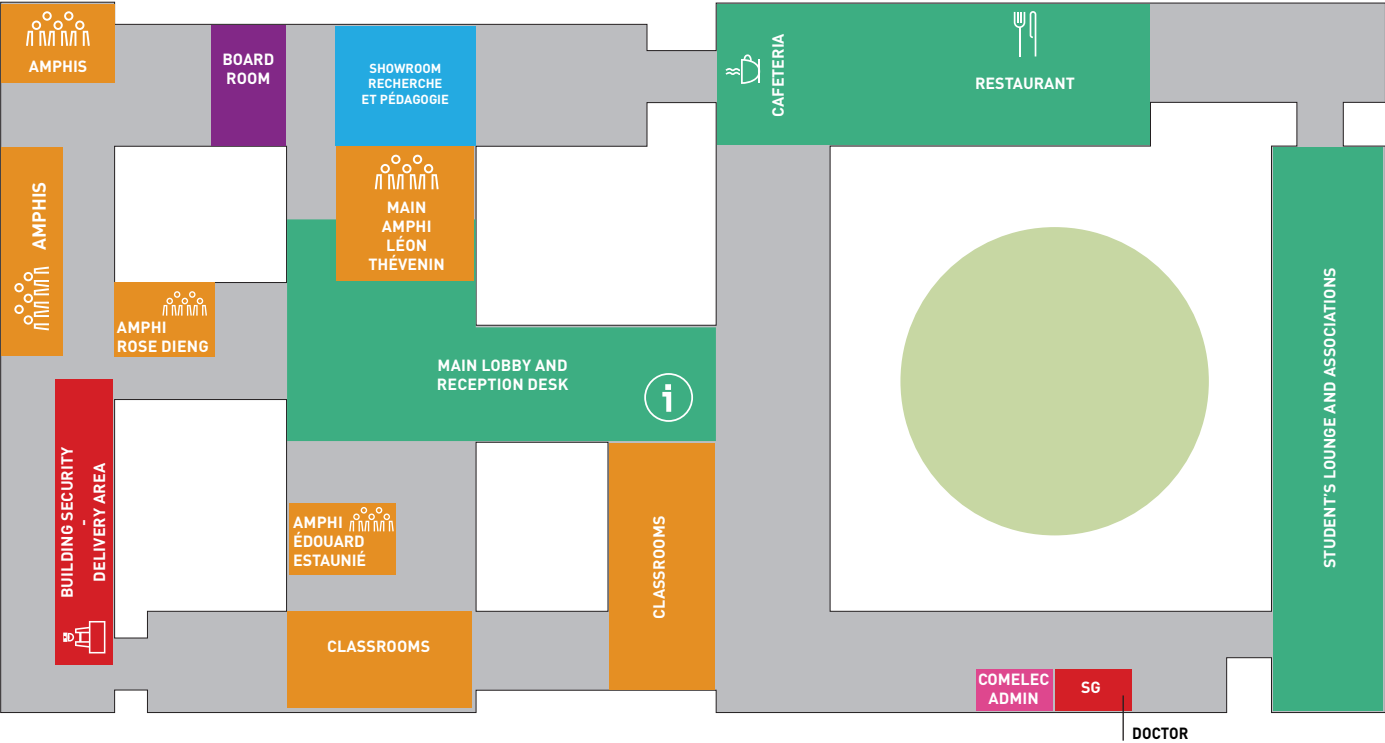 AMPHIS
BOARD
ROOM
SHOWROOM
RECHERCHE
ET PÉDAGOGIE
CAFETERIA
RESTAURANT
AMPHIS
MAIN
AMPHI
LÉON
THÉVENIN
AMPHI
ROSE DIENG
MAIN LOBBY AND
RECEPTION DESK
i
STUDENT'S LOUNGE AND ASSOCIATIONS
BUILDING SECURITY
-
DELIVERY AREA
AMPHI
ÉDOUARD
ESTAUNIÉ
CLASSROOMS
CLASSROOMS
COMELEC
ADMIN
SG
DOCTOR